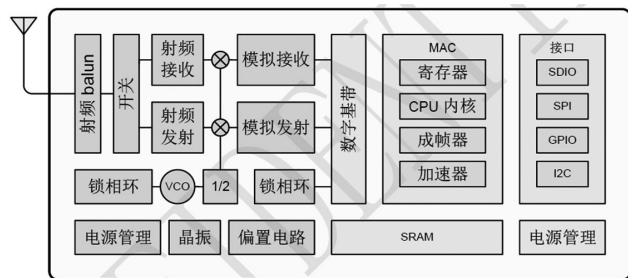 射频 balun
开关
射频
接收
模拟接收
射频
发射
模拟发射
数字基带
锁相环
VCO
1/2
锁相环
MAC
寄存器
CPU 内核
成帧器
加速器
接口
SDIO
SPI
GPIO
I2C
电源管理
晶振
偏置电路
SRAM
电源管理